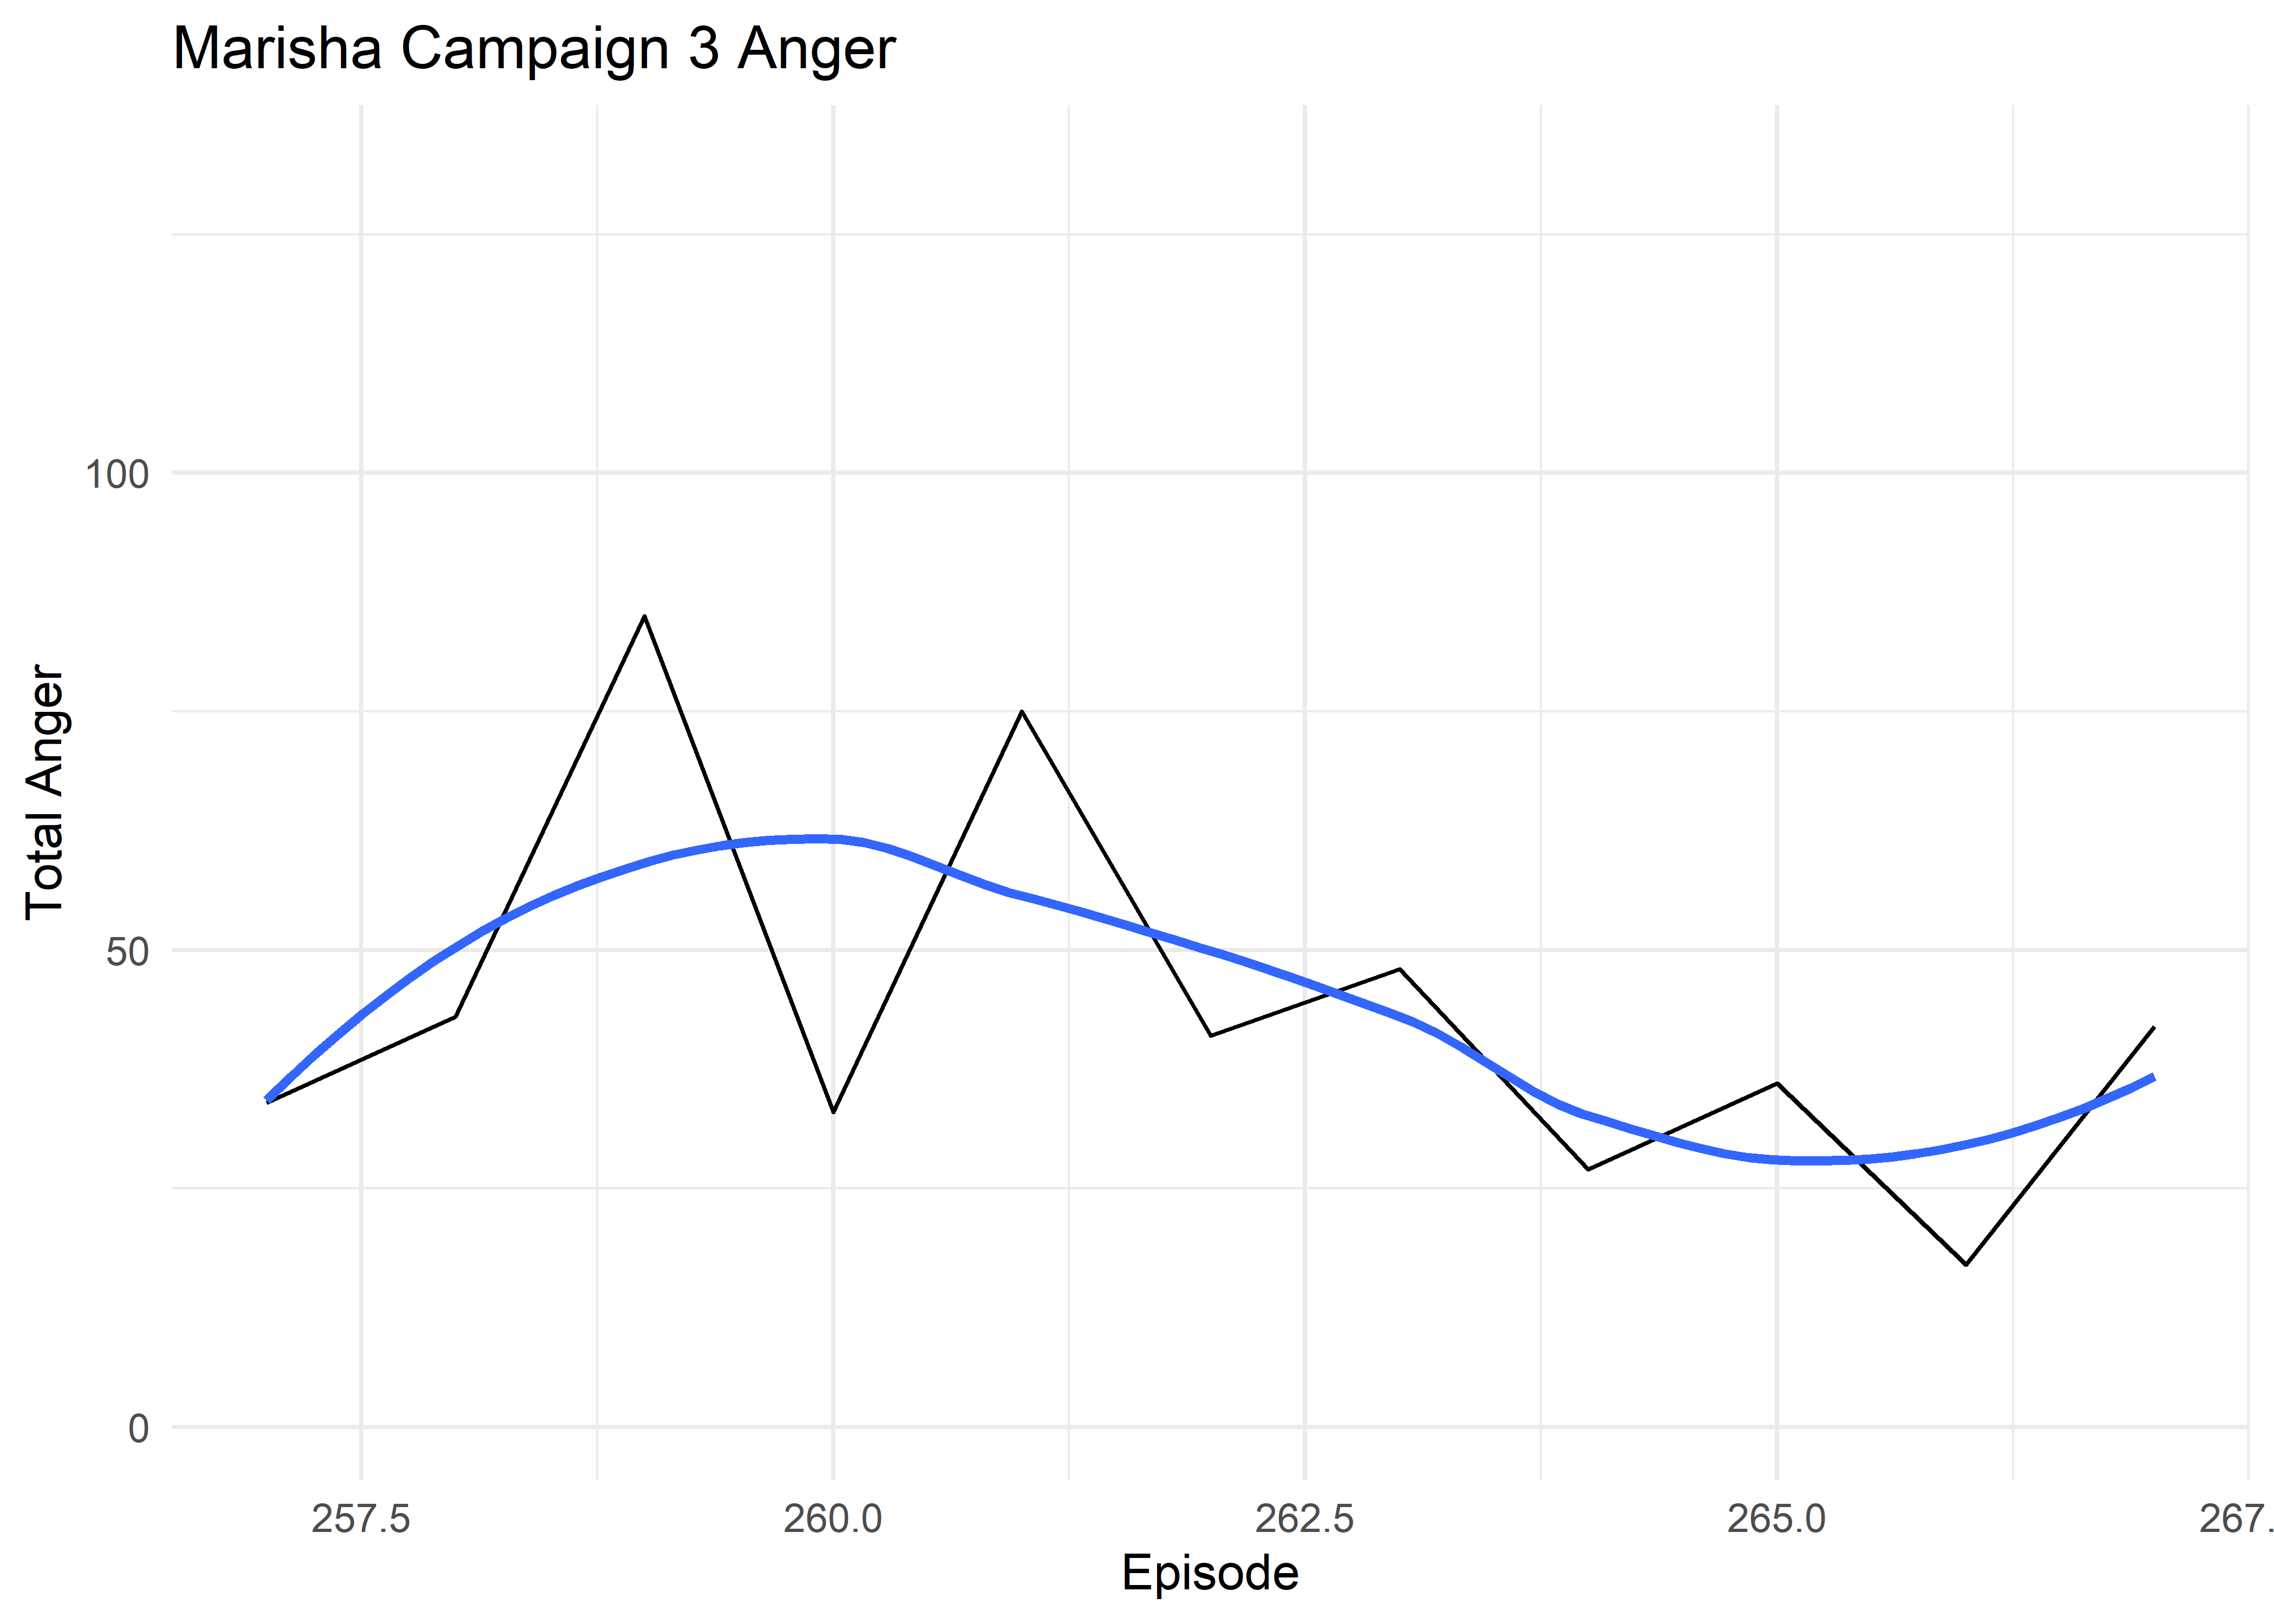 Marisha Campaign 3 Anger
Total Anger
100
50
0
257.5 260.0 262.5 265.0 267.
Episode